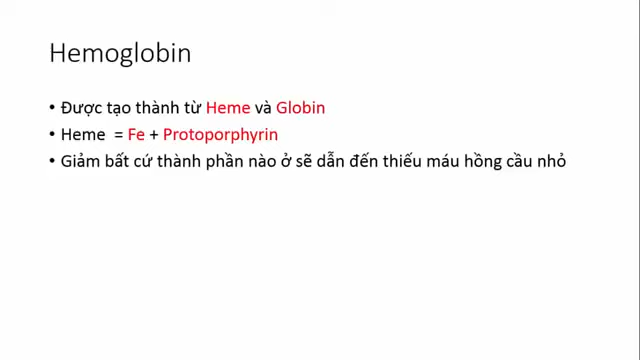 Hemoglobin
• Được tạo thành từ Heme và Globin
• Heme = Fe + Protoporphyrin
• Giảm bất cứ thành phần nào ở sẽ dẫn đến thiếu máu hồng cầu nhỏ